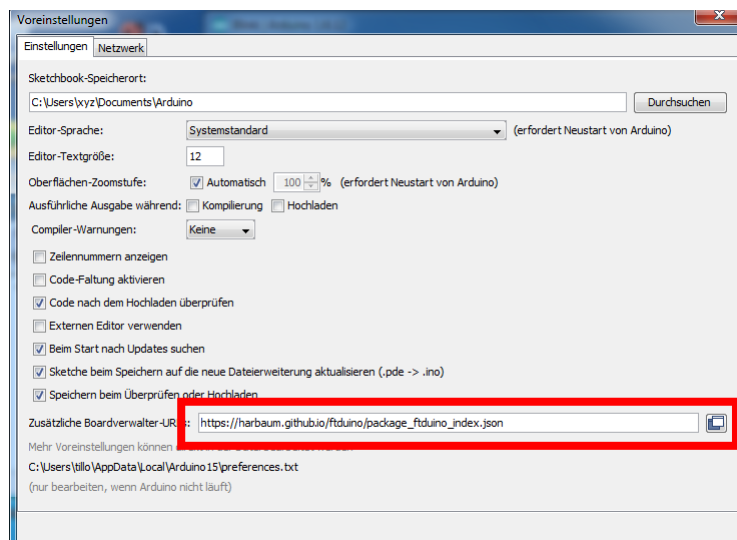 Voreinstellungen
Einstellungen Netzwerk
Sketchbook-Speicherort:
C:\Users\xyz\Documents\Arduino Durchsuchen
Editor-Sprache: Systemstandard (erfordert Neustart von Arduino)
Editor-Textgröße: 12
Oberflächen-Zoomstufe: Automatisch 100 % (erfordert Neustart von Arduino)
Ausführliche Ausgabe während: Kompilierung Hochladen
Compiler-Warnungen: Keine
Zeilennummern anzeigen
Code-Faltung aktivieren
Code nach dem Hochladen überprüfen
Externen Editor verwenden
Beim Start nach Updates suchen
Sketche beim Speichern auf die neue Dateierweiterung aktualisieren (.pde -> .ino)
Speichern beim Überprüfen oder Hochladen
Zusätzliche Boardverwalter-URLs: https://harbaum.github.io/ftduino/package_ftduino_index.json
Mehr Voreinstellungen können
C:\Users\tillo\AppData\Local\Arduino15\preferences.txt
(nur bearbeiten, wenn Arduino nicht läuft)